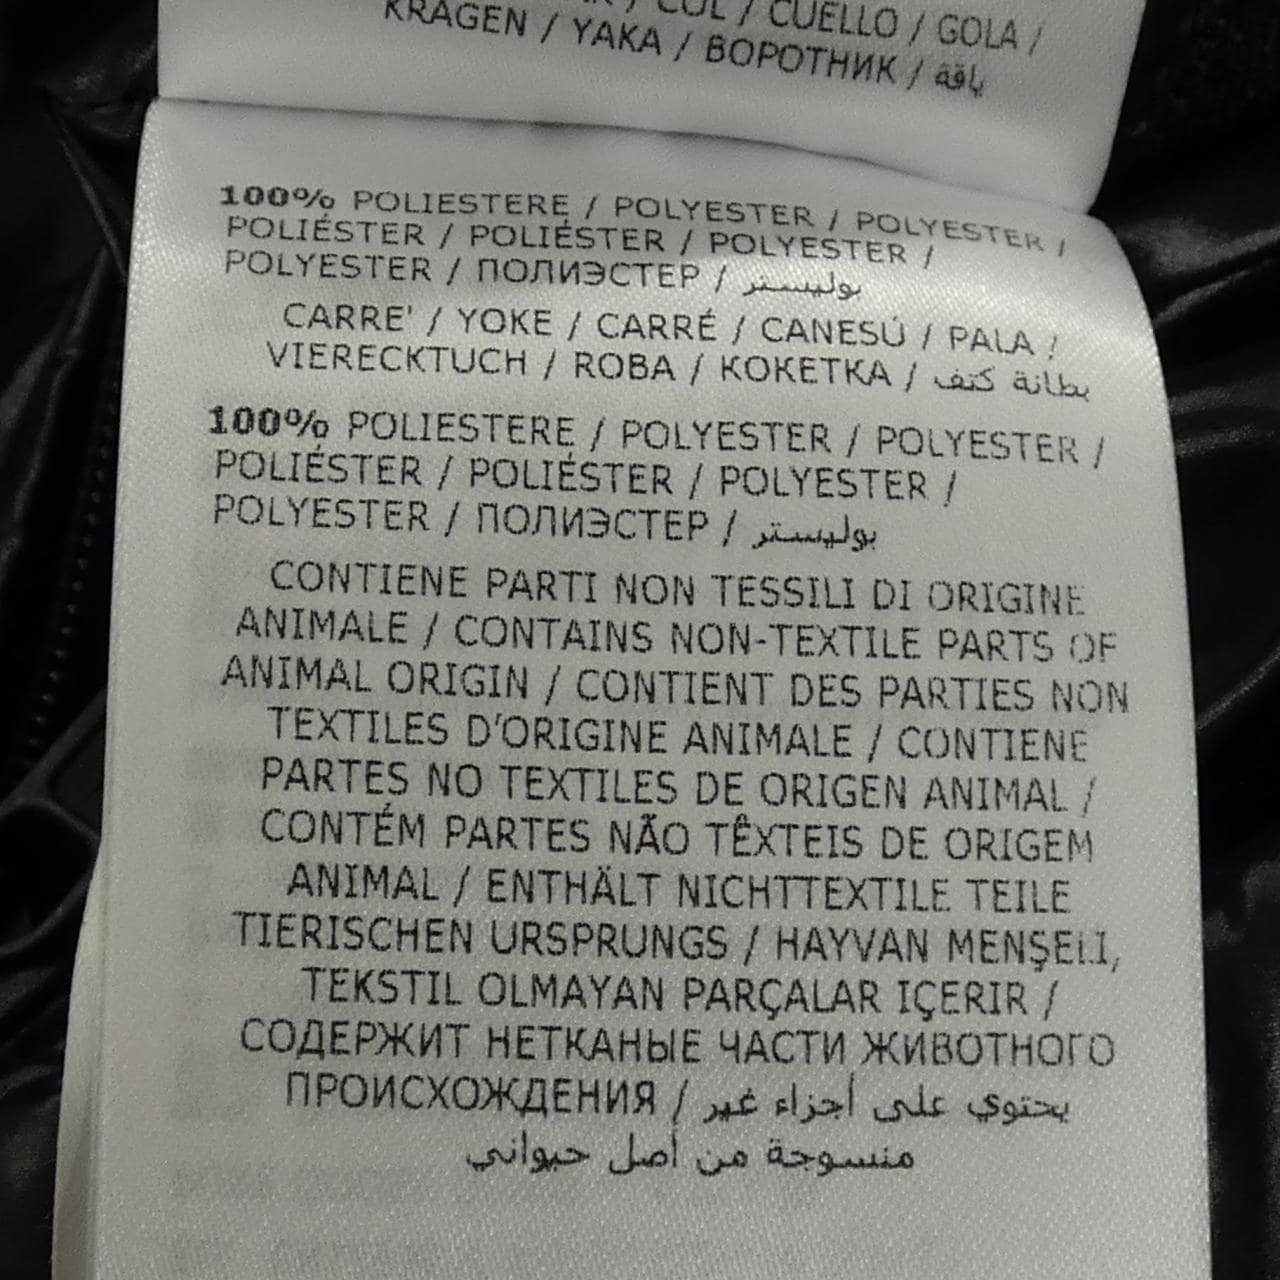 / COL / CUELLO / GOLA /
KRAGEN / YAKA / ВОРОТНИК / ياقة
100% POLIESTERE / POLYESTER / POLYESTER /
POLIÉSTER / POLIÉSTER / POLYESTER /
POLYESTER / ПОЛИЭСТЕР / بوليستر
CARRE' / YOKE / CARRÉ / CANESÚ / PALA /
VIERECKTUCH / ROBA / КОКЕТКА / بطانة كتف
100% POLIESTERE / POLYESTER / POLYESTER /
POLIÉSTER / POLIÉSTER / POLYESTER /
POLYESTER / ПОЛИЭСТЕР / بوليستر
CONTIENE PARTI NON TESSILI DI ORIGINE
ANIMALE / CONTAINS NON-TEXTILE PARTS OF
ANIMAL ORIGIN / CONTIENT DES PARTIES NON
TEXTILES D'ORIGINE ANIMALE / CONTIENE
PARTES NO TEXTILES DE ORIGEN ANIMAL /
CONTÉM PARTES NÃO TÊXTEIS DE ORIGEM
ANIMAL / ENTHÄLT NICHTTEXTILE TEILE
TIERISCHEN URSPRUNGS / HAYVAN MENŞELI,
TEKSTIL OLMAYAN PARÇALAR IÇERIR /
СОДЕРЖИТ НЕТКАНЫЕ ЧАСТИ ЖИВОТНОГО
ПРОИСХОЖДЕНИЯ / يحتوي على أجزاء غير
منسوجة من أصل حيواني